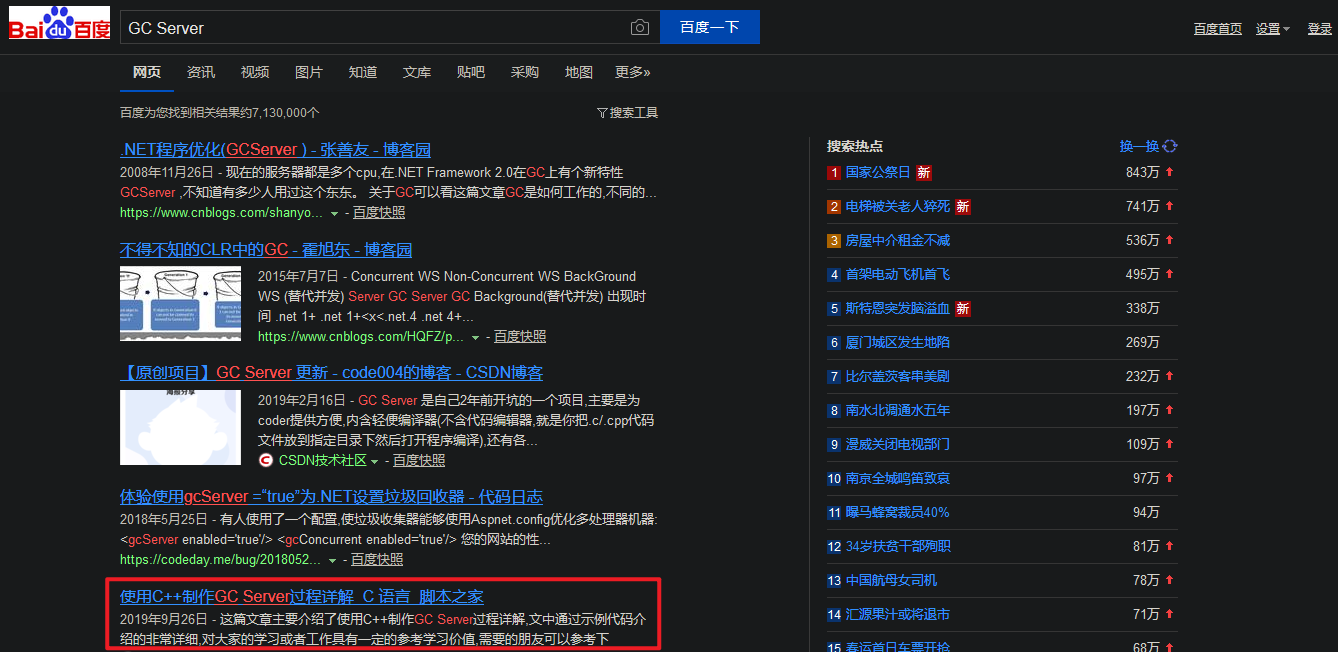 Bai du 百度
GC Server
百度一下
百度首页 设置 登录
网页 资讯 视频 图片 知道 文库 贴吧 采购 地图 更多»
百度为您找到相关结果约7,130,000个
搜索工具
.NET程序优化(GCServer ) - 张善友 - 博客园
2008年11月26日 - 现在的服务器都是多个cpu,在.NET Framework 2.0在GC上有个新特性
GCServer ,不知道有多少人用过这个东东。 关于GC可以看这篇文章GC是如何工作的,不同的...
https://www.cnblogs.com/shanyo... - 百度快照
不得不知的CLR中的GC - 霍旭东 - 博客园
2015年7月7日 - Concurrent WS Non-Concurrent WS BackGround
WS (替代并发) Server GC Server GC Background(替代并发) 出现时
间 .net 1+ .net 1+<x<.net 4 .net 4+...
https://www.cnblogs.com/HQFZ/p... - 百度快照
【原创项目】GC Server 更新 - code004的博客 - CSDN博客
2019年2月16日 - GC Server 是自己2年前开坑的一个项目,主要是为
coder提供方便,内含轻便编译器(不含代码编辑器,就是你把.c/.cpp代码
文件放到指定目录下然后打开程序编译),还有各...
CSDN技术社区 - 百度快照
体验使用gcServer =“true”为.NET设置垃圾回收器 - 代码日志
2018年5月25日 - 有人使用了一个配置,使垃圾收集器能够使用Aspnet.config优化多处理器机器:
<gcServer enabled='true'/> <gcConcurrent enabled='true'/> 您的网站的性...
https://codeday.me/bug/2018052... - 百度快照
使用C++制作GC Server过程详解_C 语言_脚本之家
2019年9月26日 - 这篇文章主要介绍了使用C++制作GC Server过程详解,文中通过示例代码介
绍的非常详细,对大家的学习或者工作具有一定的参考学习价值,需要的朋友可以参考下
搜索热点 换一换
1 国家公祭日 新 843万
2 电梯被关老人猝死 新 741万
3 房屋中介租金不减 536万
4 首架电动飞机首飞 495万
5 斯特恩突发脑溢血 新 338万
6 厦门城区发生地陷 269万
7 比尔盖茨客串美剧 232万
8 南水北调通水五年 197万
9 漫威关闭电视部门 109万
10 南京全城鸣笛致哀 97万
11 曝马蜂窝裁员40% 94万
12 34岁扶贫干部殉职 81万
13 中国航母女司机 78万
14 汇源果汁或将退市 71万
15 春运首日车票开抢 68万